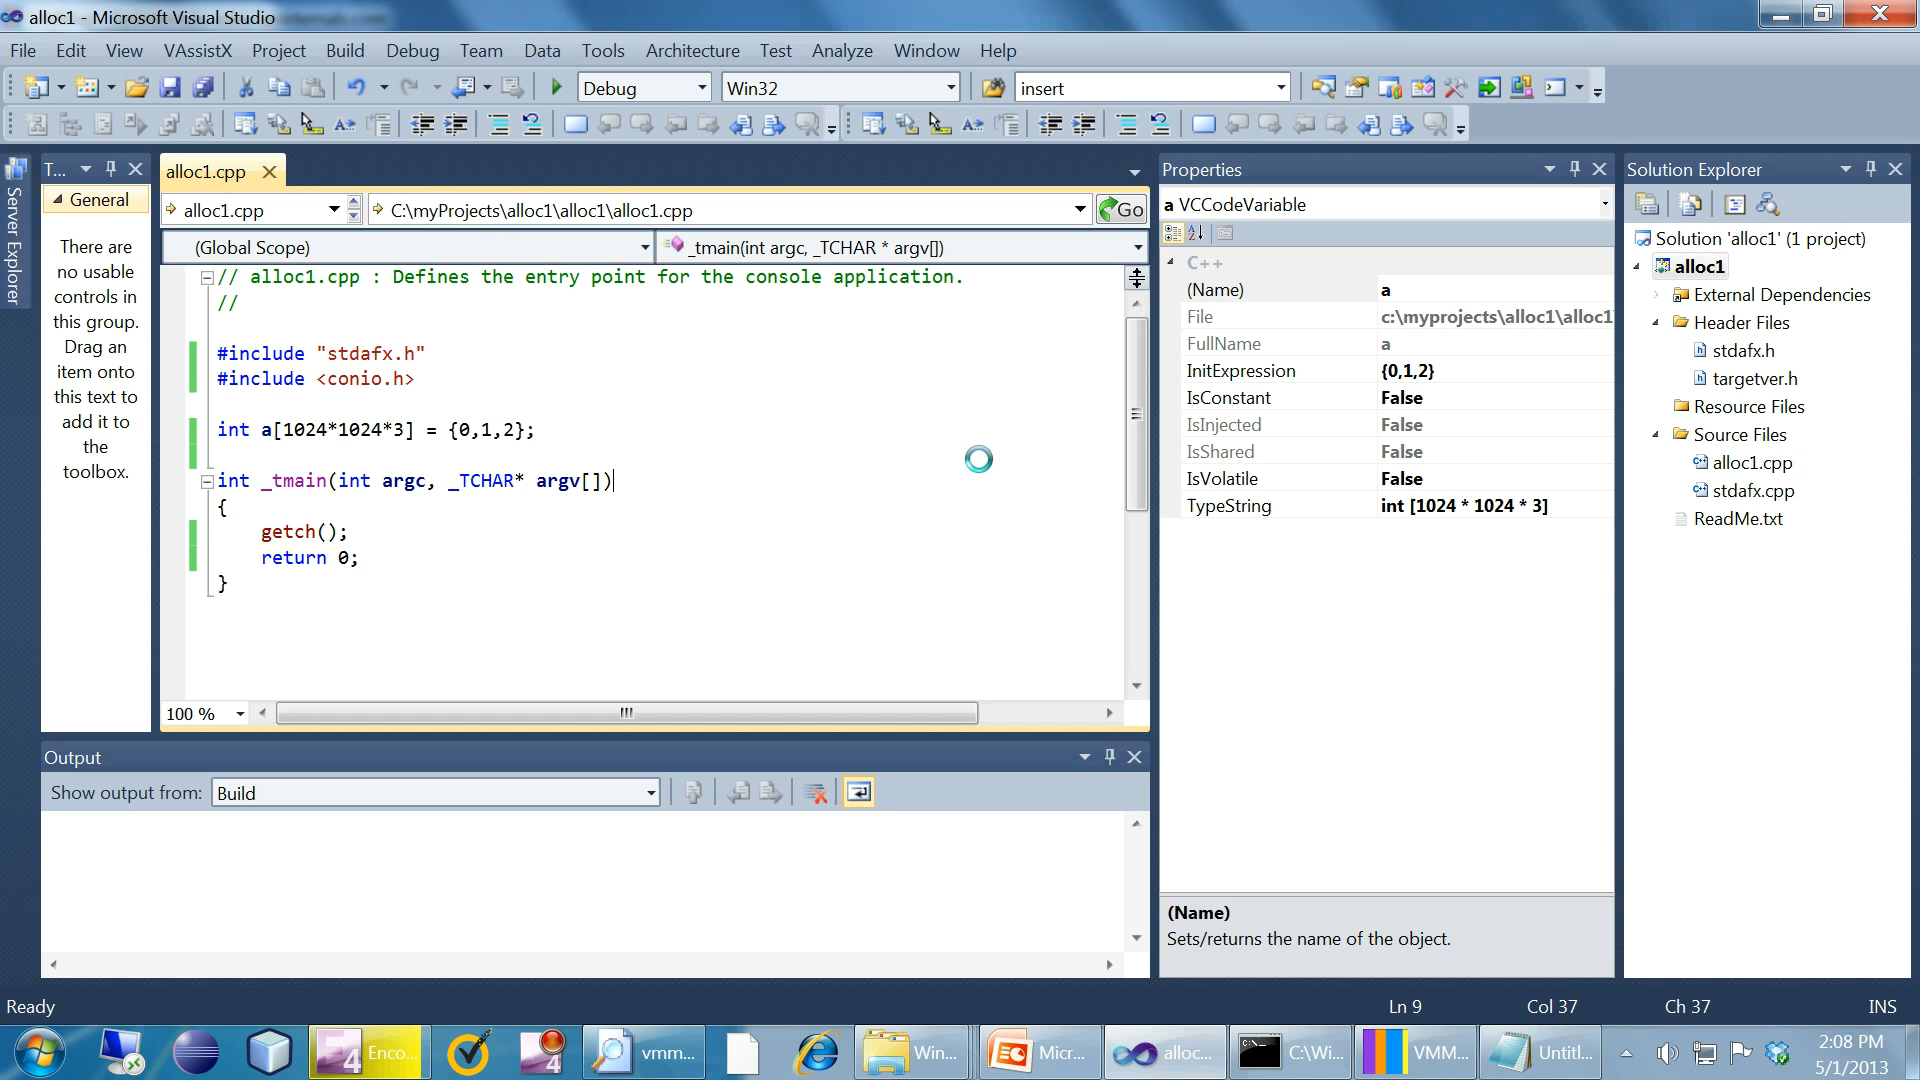 alloc1 - Microsoft Visual Studio
File Edit View VAssistX Project Build Debug Team Data Tools Architecture Test Analyze Window Help
Debug Win32 insert
Server Explorer
T...
General
There are
no usable
controls in
this group.
Drag an
item onto
this text to
add it to
the
toolbox.
alloc1.cpp
alloc1.cpp C:\myProjects\alloc1\alloc1\alloc1.cpp Go
(Global Scope) _tmain(int argc, _TCHAR * argv[])
// alloc1.cpp : Defines the entry point for the console application.
//
#include "stdafx.h"
#include <conio.h>
int a[1024*1024*3] = {0,1,2};
int _tmain(int argc, _TCHAR* argv[])
{
getch();
return 0;
}
100 %
Output
Show output from: Build
Properties
a VCCodeVariable
C++
(Name) a
File c:\myprojects\alloc1\alloc1\
FullName a
InitExpression {0,1,2}
IsConstant False
IsInjected False
IsShared False
IsVolatile False
TypeString int [1024 * 1024 * 3]
(Name)
Sets/returns the name of the object.
Solution Explorer
Solution 'alloc1' (1 project)
alloc1
External Dependencies
Header Files
stdafx.h
targetver.h
Resource Files
Source Files
alloc1.cpp
stdafx.cpp
ReadMe.txt
Ready Ln 9 Col 37 Ch 37 INS
Enco... vmm... Win... Micr... alloc... C:\Wi... VMM... Untitl...
2:08 PM
5/1/2013